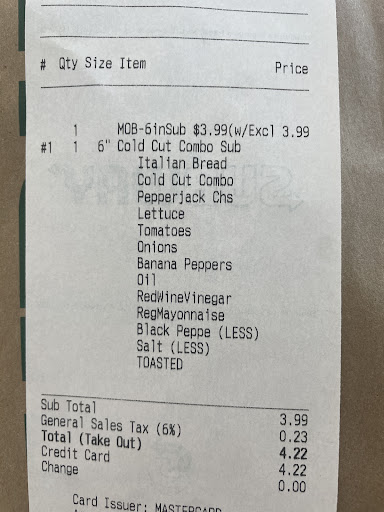 # Qty Size Item Price
1 MOB-6inSub $3.99(w/Excl 3.99
#1 1 6" Cold Cut Combo Sub
Italian Bread
Cold Cut Combo
Pepperjack Chs
Lettuce
Tomatoes
Onions
Banana Peppers
Oil
RedWineVinegar
RegMayonnaise
Black Peppe (LESS)
Salt (LESS)
TOASTED
Sub Total 3.99
General Sales Tax (6%) 0.23
Total (Take Out) 4.22
Credit Card 4.22
Change 0.00
Card Issuer: MASTERCARD